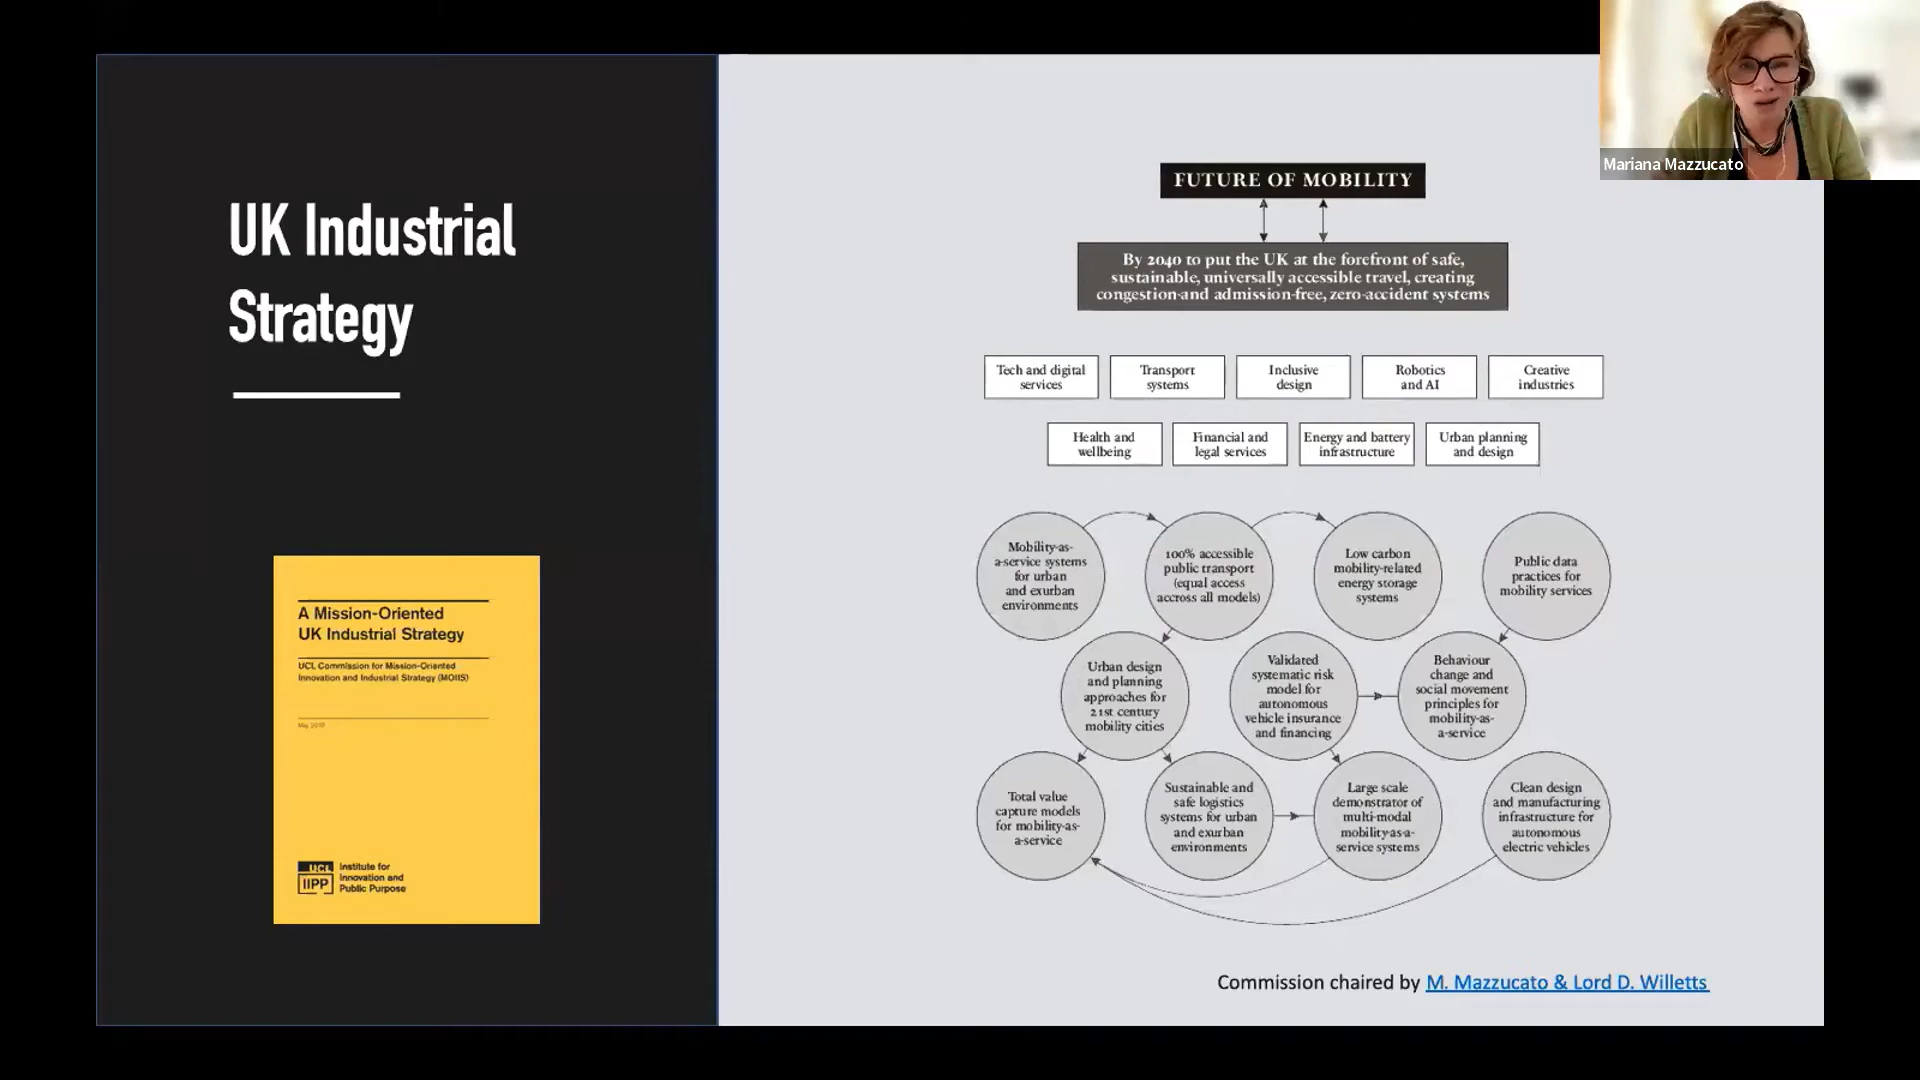 Mariana Mazzucato
UK Industrial
Strategy
A Mission-Oriented
UK Industrial Strategy
UCL Commission for Mission-Oriented
Innovation and Industrial Strategy (MOIIS)
May 2019
UCL
IIPP
Institute for
Innovation and
Public Purpose
FUTURE OF MOBILITY
By 2040 to put the UK at the forefront of safe,
sustainable, universally accessible travel, creating
congestion-and admission-free, zero-accident systems
Tech and digital
services
Transport
systems
Inclusive
design
Robotics
and AI
Creative
industries
Health and
wellbeing
Financial and
legal services
Energy and battery
infrastructure
Urban planning
and design
Mobility-as-
a-service systems
for urban
and exurban
environments
100% accessible
public transport
(equal access
accross all models)
Low carbon
mobility-related
energy storage
systems
Public data
practices for
mobility services
Urban design
and planning
approaches for
21st century
mobility cities
Validated
systematic risk
model for
autonomous
vehicle insurance
and financing
Behaviour
change and
social movement
principles for
mobility-as-
a-service
Total value
capture models
for mobility-as-
a-service
Sustainable and
safe logistics
systems for urban
and exurban
environments
Large scale
demonstrator of
multi-modal
mobility-as-a-
service systems
Clean design
and manufacturing
infrastructure for
autonomous
electric vehicles
Commission chaired by M. Mazzucato & Lord D. Willetts